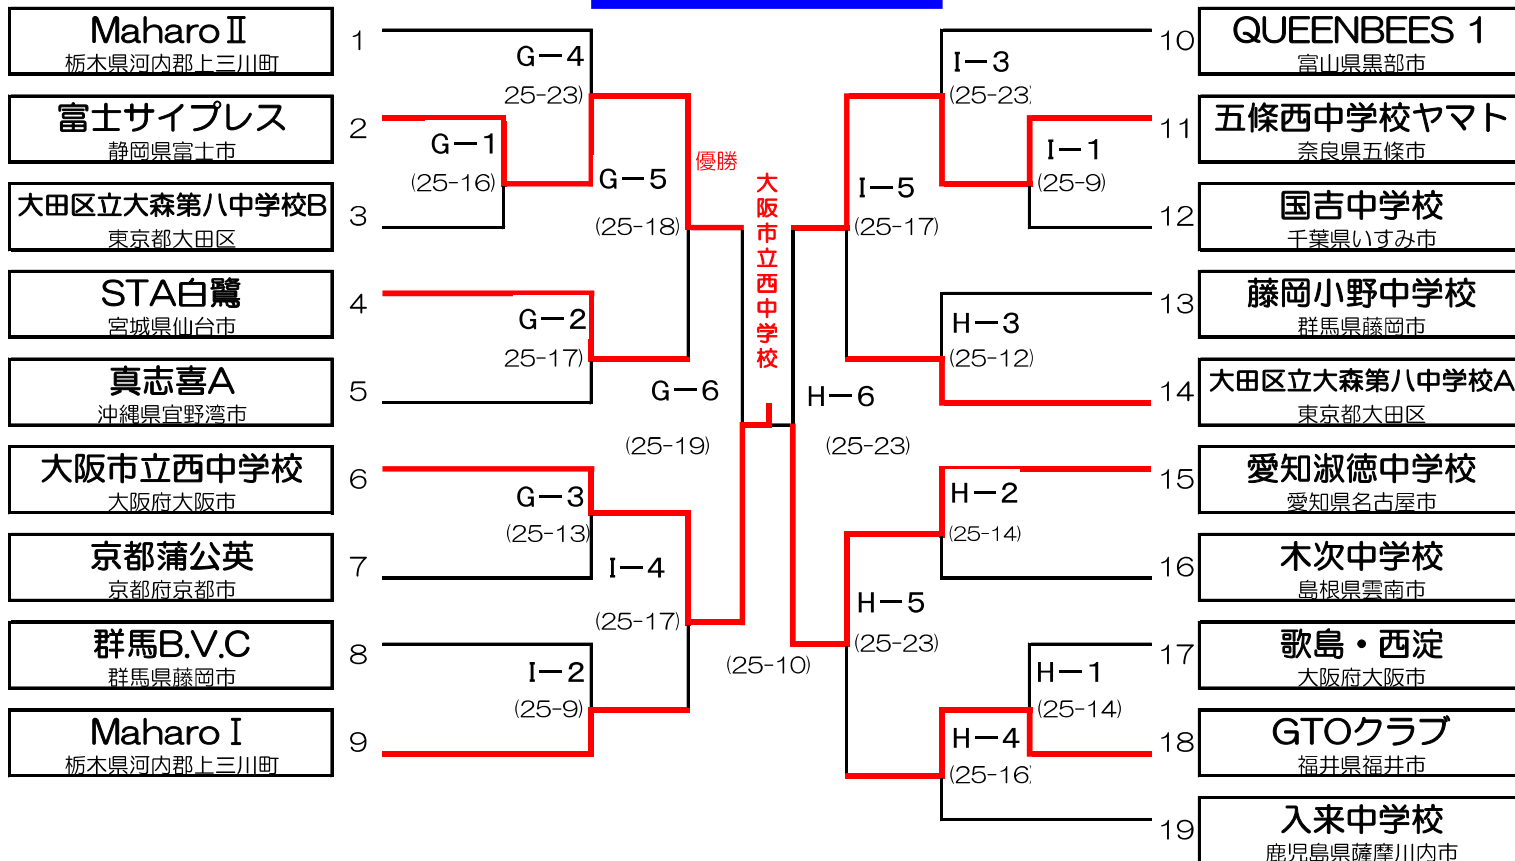 Maharo Ⅱ
栃木県河内郡上三川町
1
富士サイプレス
静岡県富士市
2
大田区立大森第八中学校B
東京都大田区
3
STA白鷺
宮城県仙台市
4
真志喜A
沖縄県宜野湾市
5
大阪市立西中学校
大阪府大阪市
6
京都蒲公英
京都府京都市
7
群馬B.V.C
群馬県藤岡市
8
Maharo Ⅰ
栃木県河内郡上三川町
9
G－4
25-23
G－1
(25-16)
G－5
(25-18)
G－2
25-17)
G－6
(25-19)
G－3
(25-13)
I－4
(25-17)
I－2
(25-9)
優勝
大阪市立西中学校
(25-10)
I－3
(25-23)
I－1
(25-9)
I－5
(25-17)
H－3
(25-12)
H－6
(25-23)
H－2
(25-14)
H－5
(25-23)
H－1
(25-14)
H－4
(25-16)
10
QUEENBEES 1
富山県黒部市
11
五條西中学校ヤマト
奈良県五條市
12
国吉中学校
千葉県いすみ市
13
藤岡小野中学校
群馬県藤岡市
14
大田区立大森第八中学校A
東京都大田区
15
愛知淑徳中学校
愛知県名古屋市
16
木次中学校
島根県雲南市
17
歌島・西淀
大阪府大阪市
18
GTOクラブ
福井県福井市
19
入来中学校
鹿児島県薩摩川内市